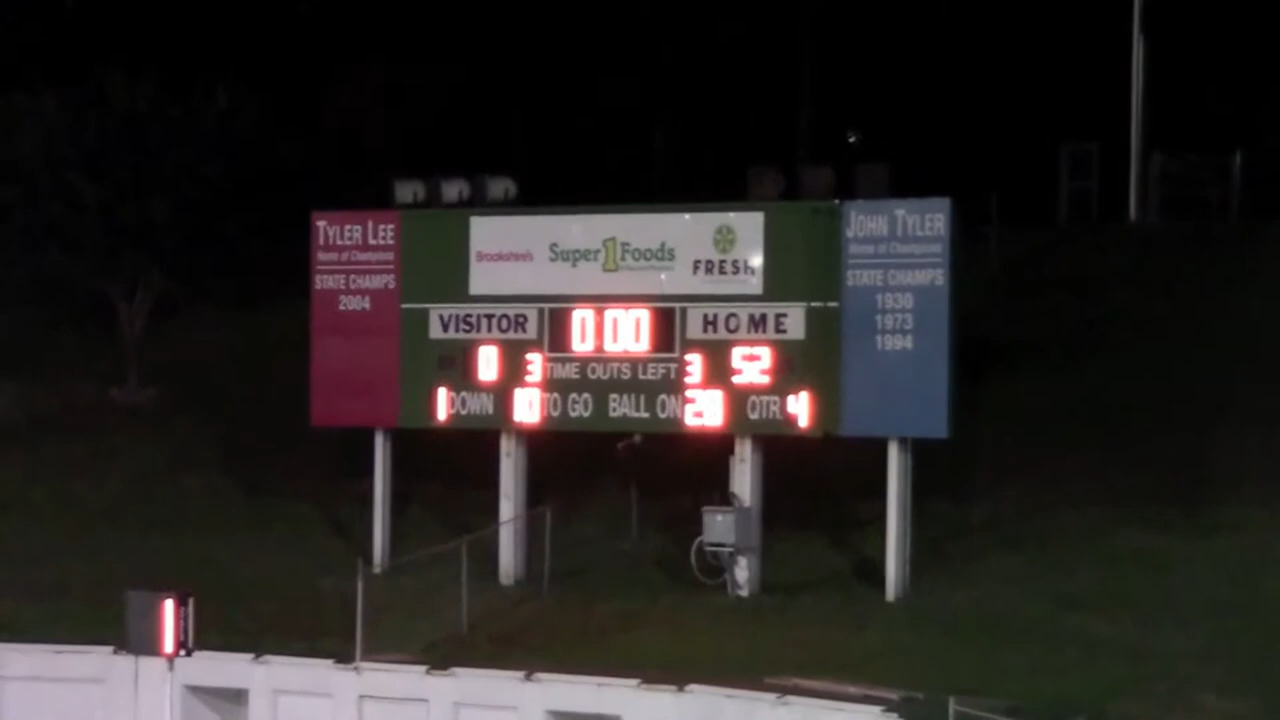 TYLER LEE
Home of Champions
STATE CHAMPS
2004
Brookshire's
Super 1 Foods
FRESH
JOHN TYLER
Home of Champions
STATE CHAMPS
1930
1973
1994
VISITOR 0:00 HOME
0 3 TIME OUTS LEFT 3 52
1 DOWN 10 TO GO BALL ON 28 QTR. 4